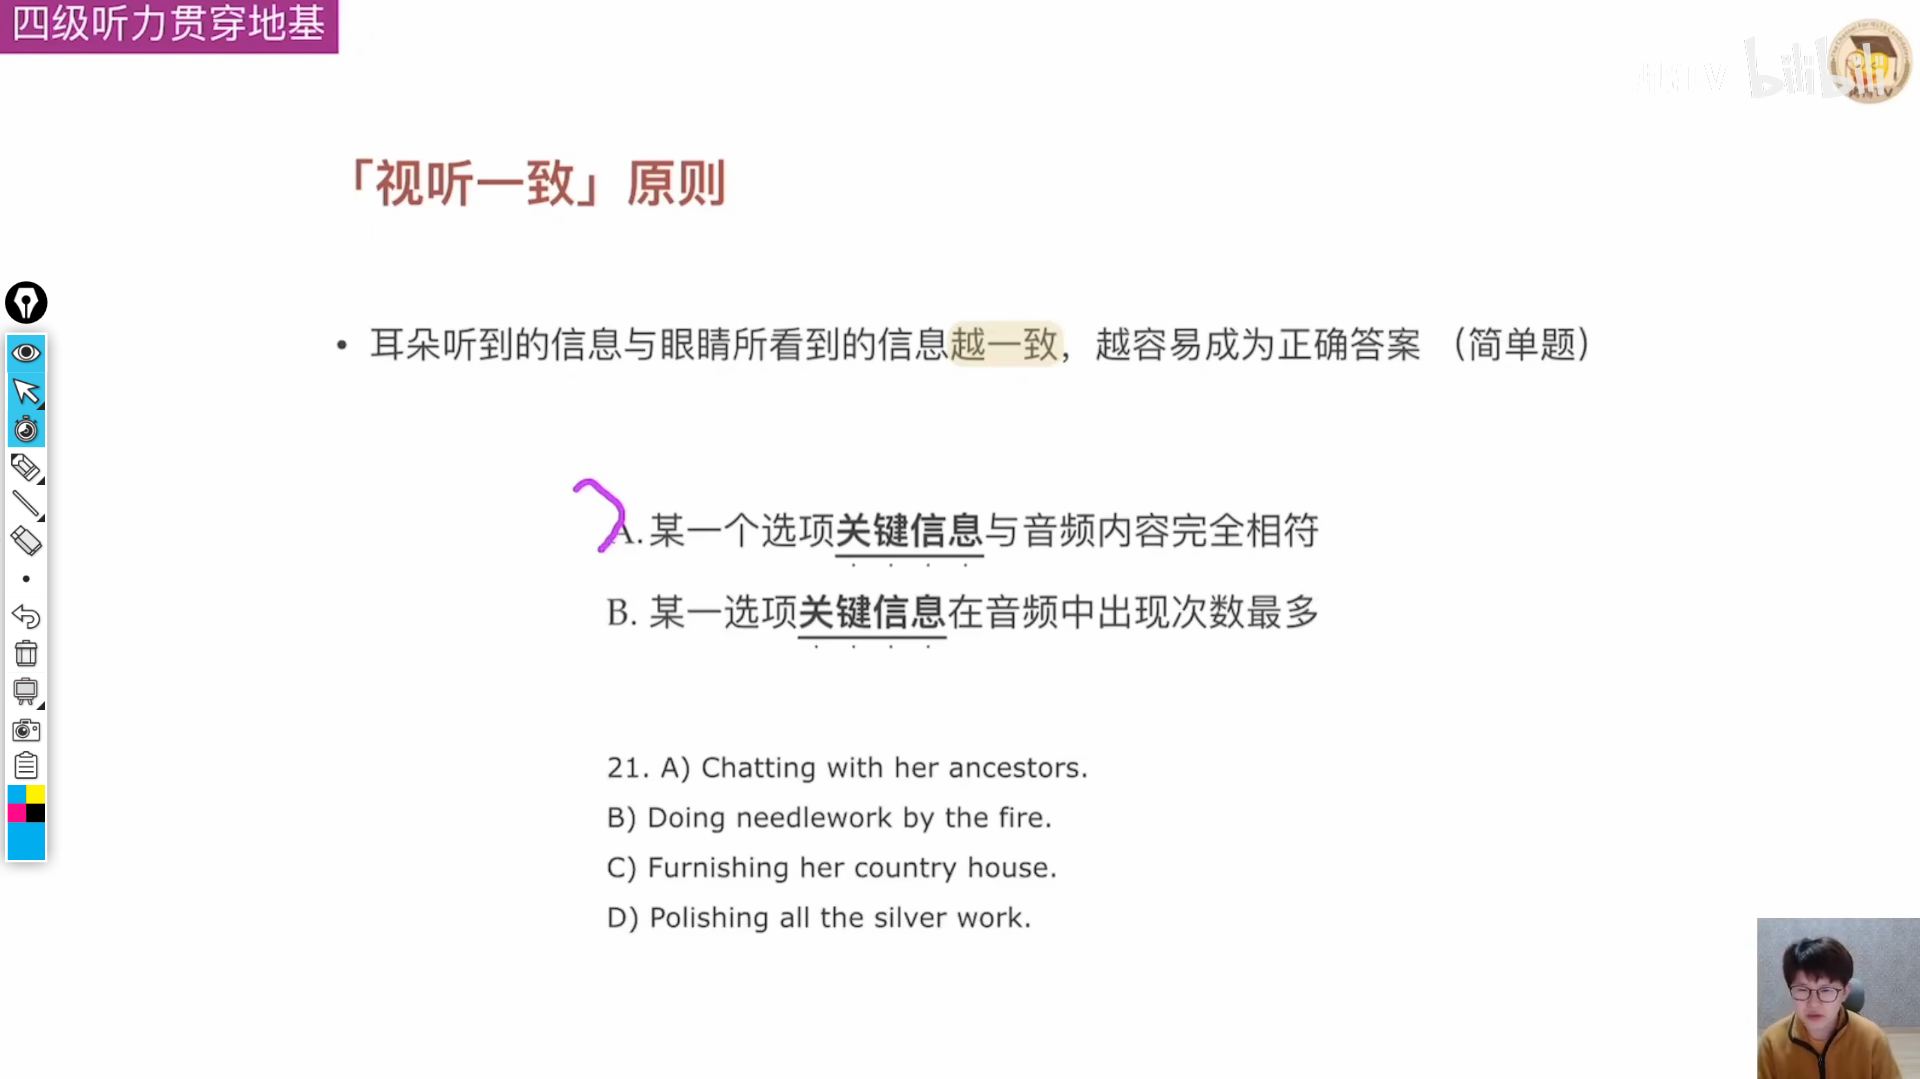 四级听力贯穿地基
bilibili
「视听一致」原则
• 耳朵听到的信息与眼睛所看到的信息越一致，越容易成为正确答案 （简单题）
A. 某一个选项关键信息与音频内容完全相符
B. 某一选项关键信息在音频中出现次数最多
21. A) Chatting with her ancestors.
B) Doing needlework by the fire.
C) Furnishing her country house.
D) Polishing all the silver work.